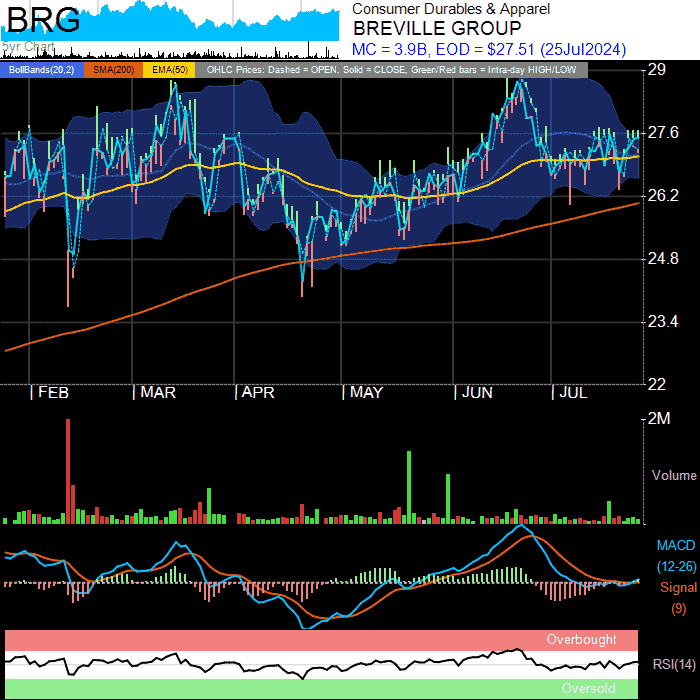 BRG
5yr Chart
Consumer Durables & Apparel
BREVILLE GROUP
MC = 3.9B, EOD = $27.51 (25Jul2024)
BollBands(20,2) SMA(200) EMA(50) OHLC Prices: Dashed = OPEN, Solid = CLOSE, Green/Red bars = Intra-day HIGH/LOW
29
27.6
26.2
24.8
23.4
22
FEB MAR APR MAY JUN JUL
2M
Volume
MACD
(12-26)
Signal
(9)
Overbought
RSI(14)
Oversold